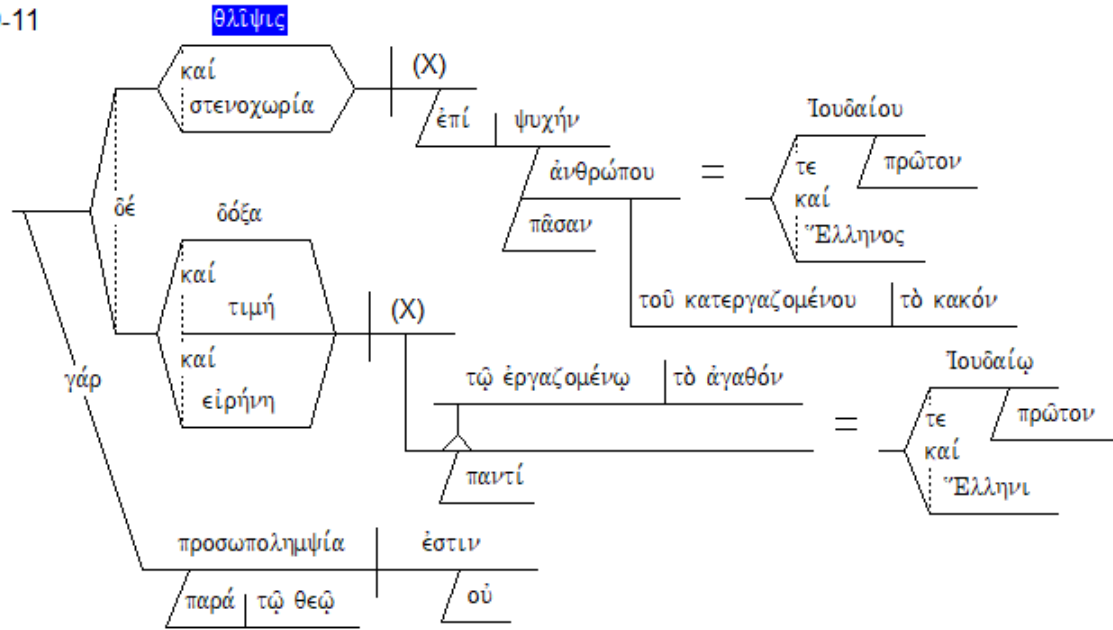 -11
θλῖψις
καί
στενοχωρία
(X)
ἐπί ψυχήν
ἀνθρώπου
πᾶσαν
=
Ἰουδαίου
πρῶτον
τε
καί
Ἕλληνος
τοῦ κατεργαζομένου τὸ κακόν
δέ
δόξα
καί
τιμή
καί
εἰρήνη
(X)
τῷ ἐργαζομένῳ τὸ ἀγαθόν
παντί
=
Ἰουδαίῳ
πρῶτον
τε
καί
Ἕλληνι
γάρ
προσωπολημψία ἐστιν
παρά τῷ θεῷ οὐ